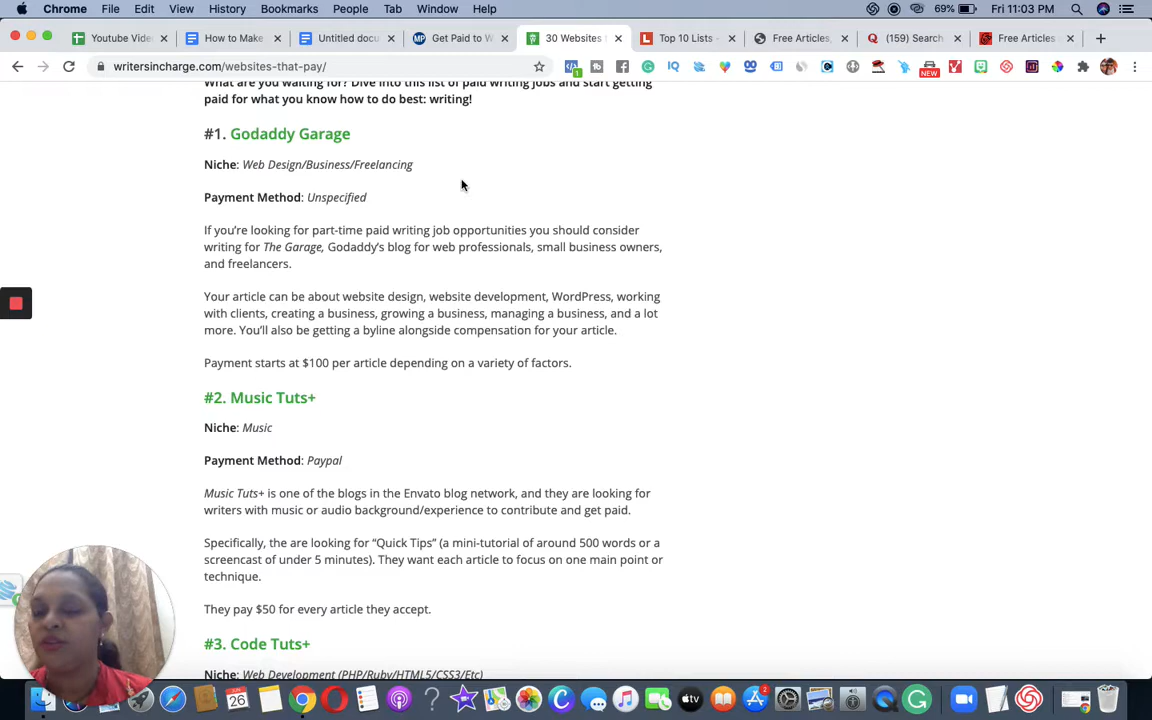 Chrome File Edit View History Bookmarks People Tab Window Help 69% Fri 11:03 PM
Youtube Vide How to Make Untitled docu Get Paid to W 30 Websites Top 10 Lists - Free Articles, (159) Search Free Articles
writersincharge.com/websites-that-pay/
NEW
What are you waiting for? Dive into this list of paid writing jobs and start getting
paid for what you know how to do best: writing!
#1. Godaddy Garage
Niche: Web Design/Business/Freelancing
Payment Method: Unspecified
If you're looking for part-time paid writing job opportunities you should consider
writing for The Garage, Godaddy's blog for web professionals, small business owners,
and freelancers.
Your article can be about website design, website development, WordPress, working
with clients, creating a business, growing a business, managing a business, and a lot
more. You'll also be getting a byline alongside compensation for your article.
Payment starts at $100 per article depending on a variety of factors.
#2. Music Tuts+
Niche: Music
Payment Method: Paypal
Music Tuts+ is one of the blogs in the Envato blog network, and they are looking for
writers with music or audio background/experience to contribute and get paid.
Specifically, the are looking for “Quick Tips” (a mini-tutorial of around 500 words or a
screencast of under 5 minutes). They want each article to focus on one main point or
technique.
They pay $50 for every article they accept.
#3. Code Tuts+
Niche: Web Development (PHP/Ruby/HTML5/CSS3/Etc)